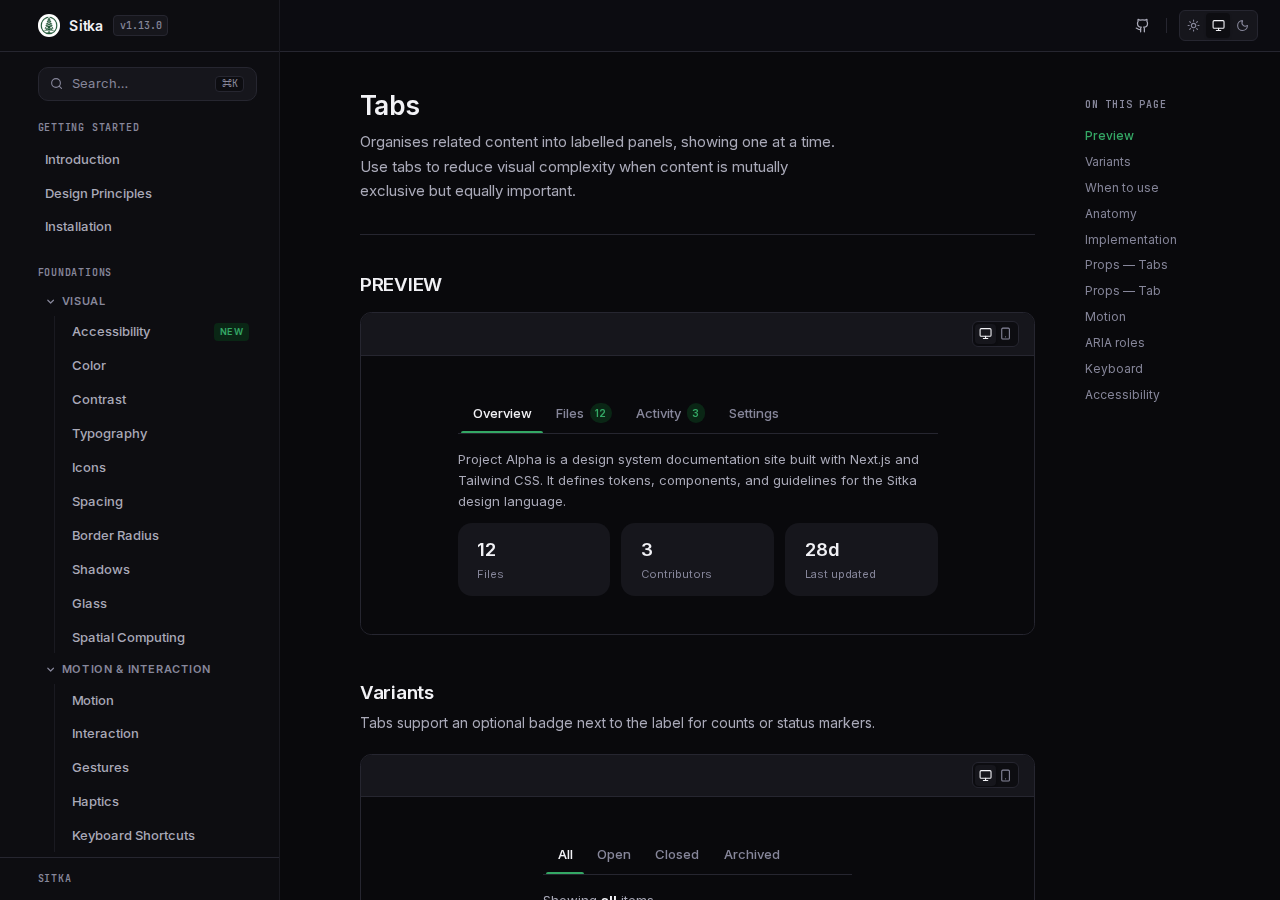 Sitka
v1.13.0
Search...
⌘K
GETTING STARTED
Introduction
Design Principles
Installation
FOUNDATIONS
VISUAL
Accessibility
NEW
Color
Contrast
Typography
Icons
Spacing
Border Radius
Shadows
Glass
Spatial Computing
MOTION & INTERACTION
Motion
Interaction
Gestures
Haptics
Keyboard Shortcuts
SITKA
Tabs
Organises related content into labelled panels, showing one at a time.
Use tabs to reduce visual complexity when content is mutually
exclusive but equally important.
PREVIEW
Overview
Files 12
Activity 3
Settings
Project Alpha is a design system documentation site built with Next.js and
Tailwind CSS. It defines tokens, components, and guidelines for the Sitka
design language.
12
Files
3
Contributors
28d
Last updated
Variants
Tabs support an optional badge next to the label for counts or status markers.
All
Open
Closed
Archived
Showing all items
ON THIS PAGE
Preview
Variants
When to use
Anatomy
Implementation
Props — Tabs
Props — Tab
Motion
ARIA roles
Keyboard
Accessibility